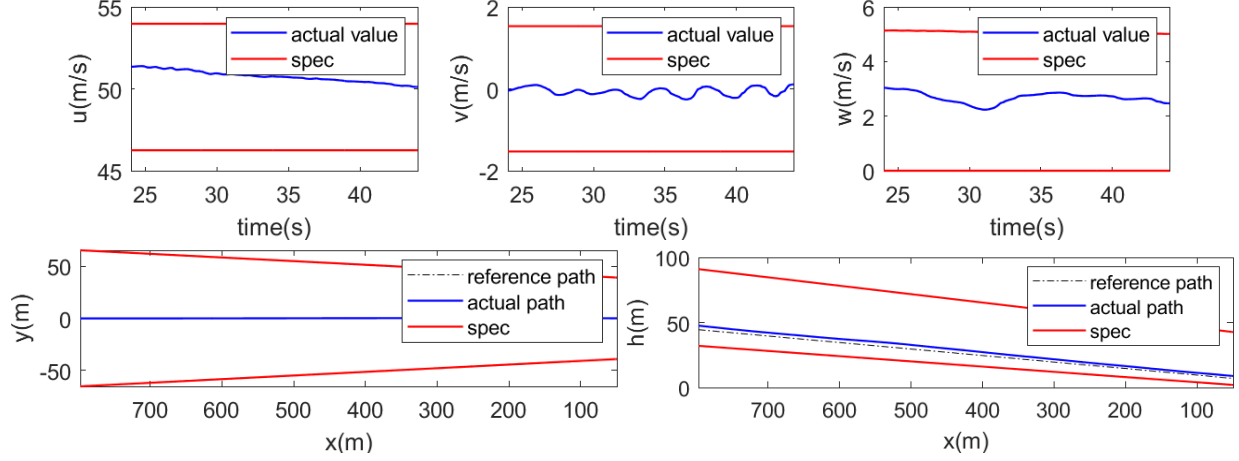 u(m/s)
55
50
45
25
30
35
40
time(s)
actual value
spec
v(m/s)
2
0
-2
25
30
35
40
time(s)
actual value
spec
w(m/s)
6
4
2
0
25
30
35
40
time(s)
actual value
spec
y(m)
50
0
-50
700
600
500
400
300
200
100
x(m)
reference path
actual path
spec
h(m)
100
50
0
700
600
500
400
300
200
100
x(m)
reference path
actual path
spec